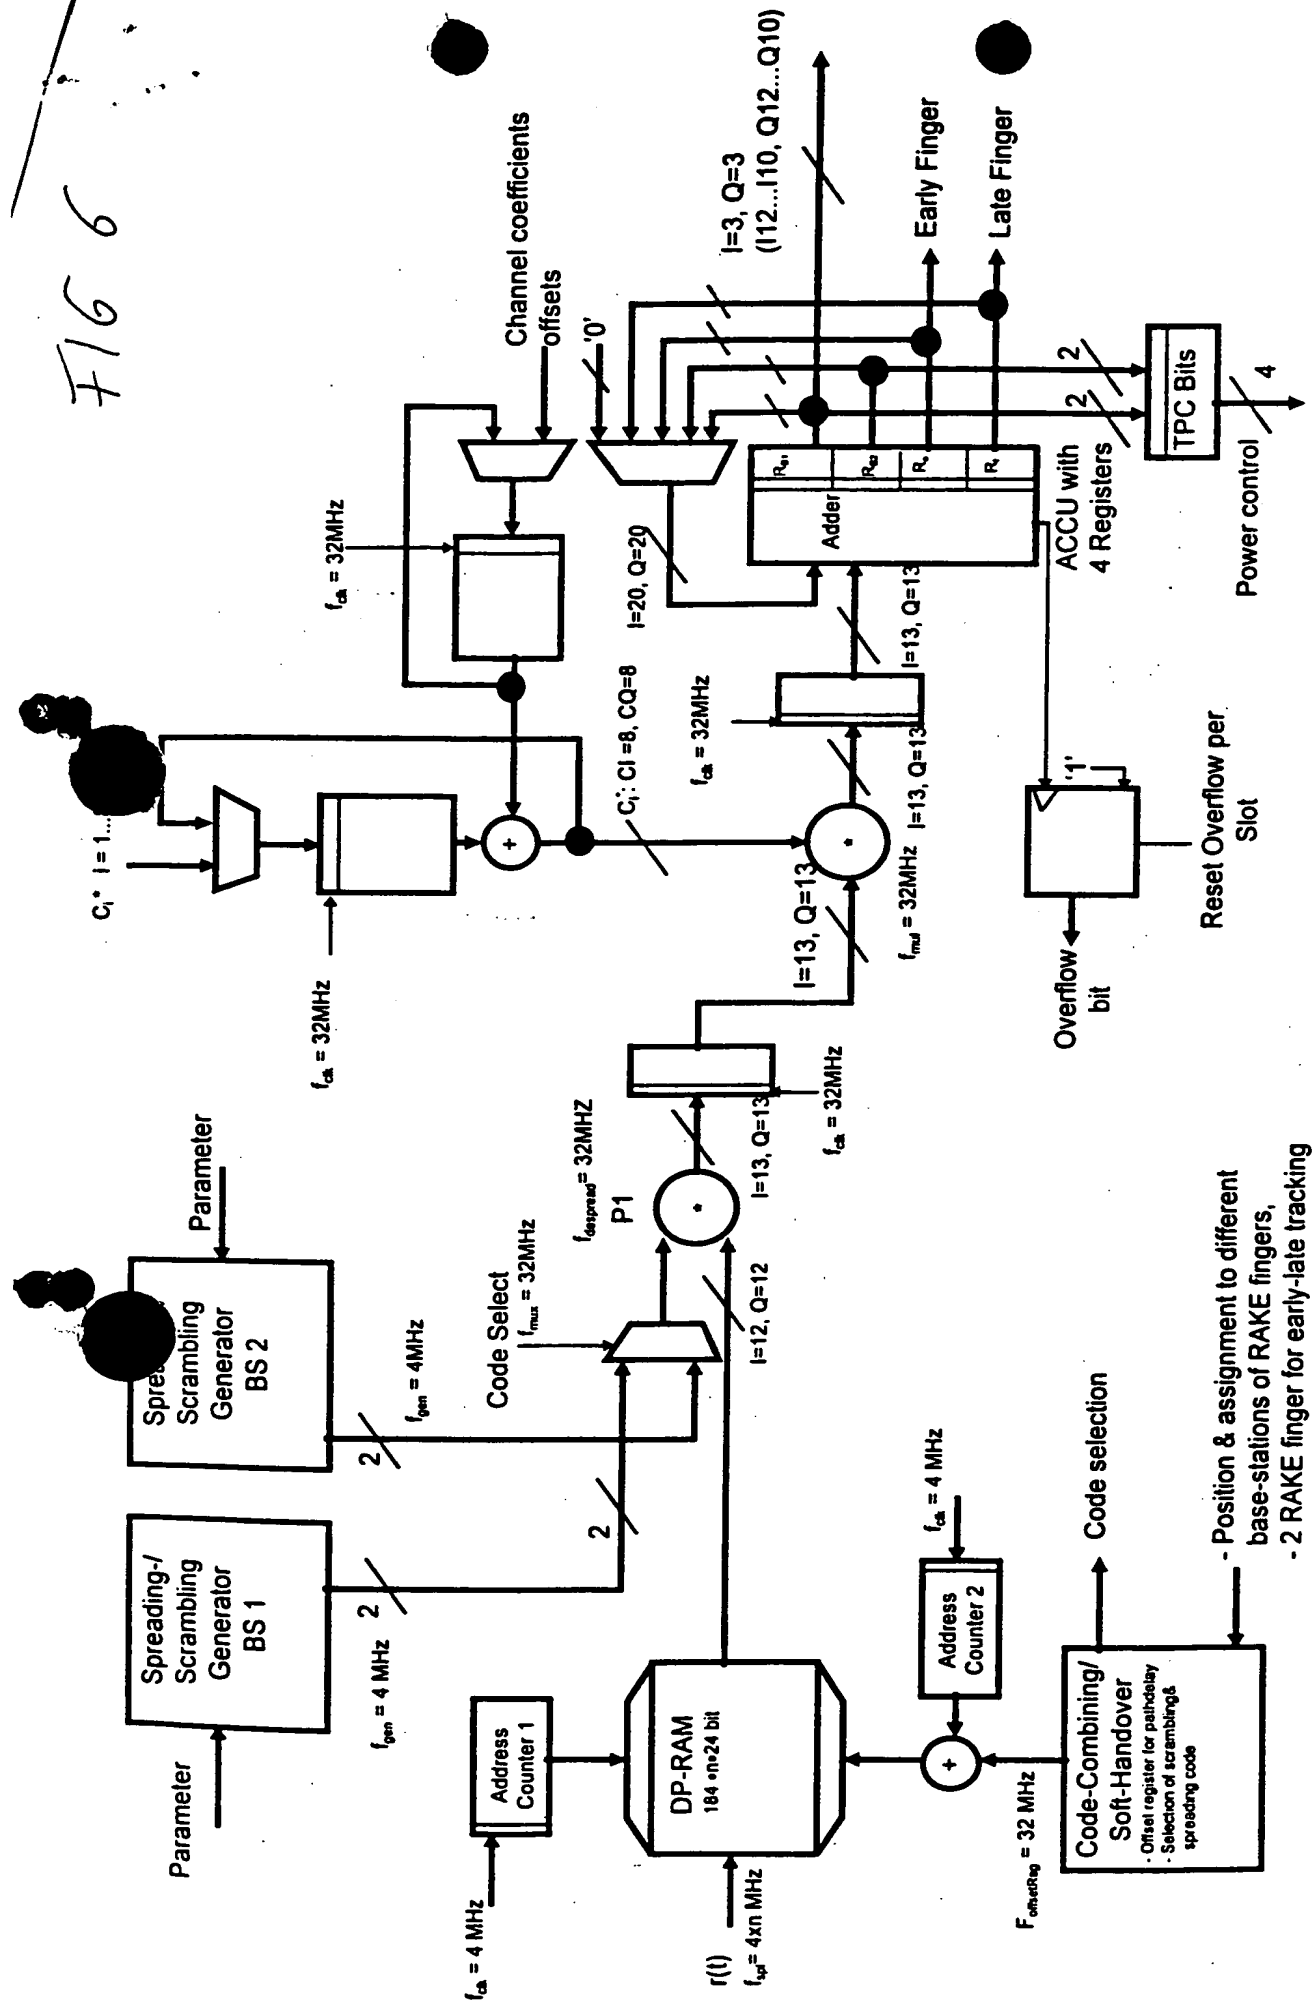 FIG 6
Parameter
Spreading-/
Scrambling
Generator
BS 1
f_gen = 4 MHz
2
2
Scrambling
Generator
BS 2
Parameter
2
f_gen = 4MHz
Code Select
f_mux = 32MHz
f_despread = 32MHZ
P1
*
I=12, Q=12
I=13, Q=13
f_clk = 32MHz
f_clk = 4 MHz
Address
Counter 1
DP-RAM
184 *n*24 bit
r(t)
f_spl = 4xn MHz
Address
Counter 2
f_clk = 4 MHz
+
F_offsetReg = 32 MHz
Code-Combining/
Soft-Handover
- Offset register for pathdelay
- Selection of scrambling&
spreading code
Code selection
- Position & assignment to different
base-stations of RAKE fingers,
- 2 RAKE finger for early-late tracking
C_i* I = 1...
f_clk = 32MHz
+
f_clk = 32MHz
Channel coefficients
offsets
C_i*: CI =8, CQ=8
I=13, Q=13
*
f_mul = 32MHz
I=13, Q=13
f_clk = 32MHz
I=13, Q=13
I=20, Q=20
'0'
Adder
R_B1
R_B2
R_e
R_l
ACCU with
4 Registers
I=3, Q=3
(I12...I10, Q12...Q10)
Early Finger
Late Finger
2
2
TPC Bits
4
Power control
'1'
Overflow
bit
Reset Overflow per
Slot